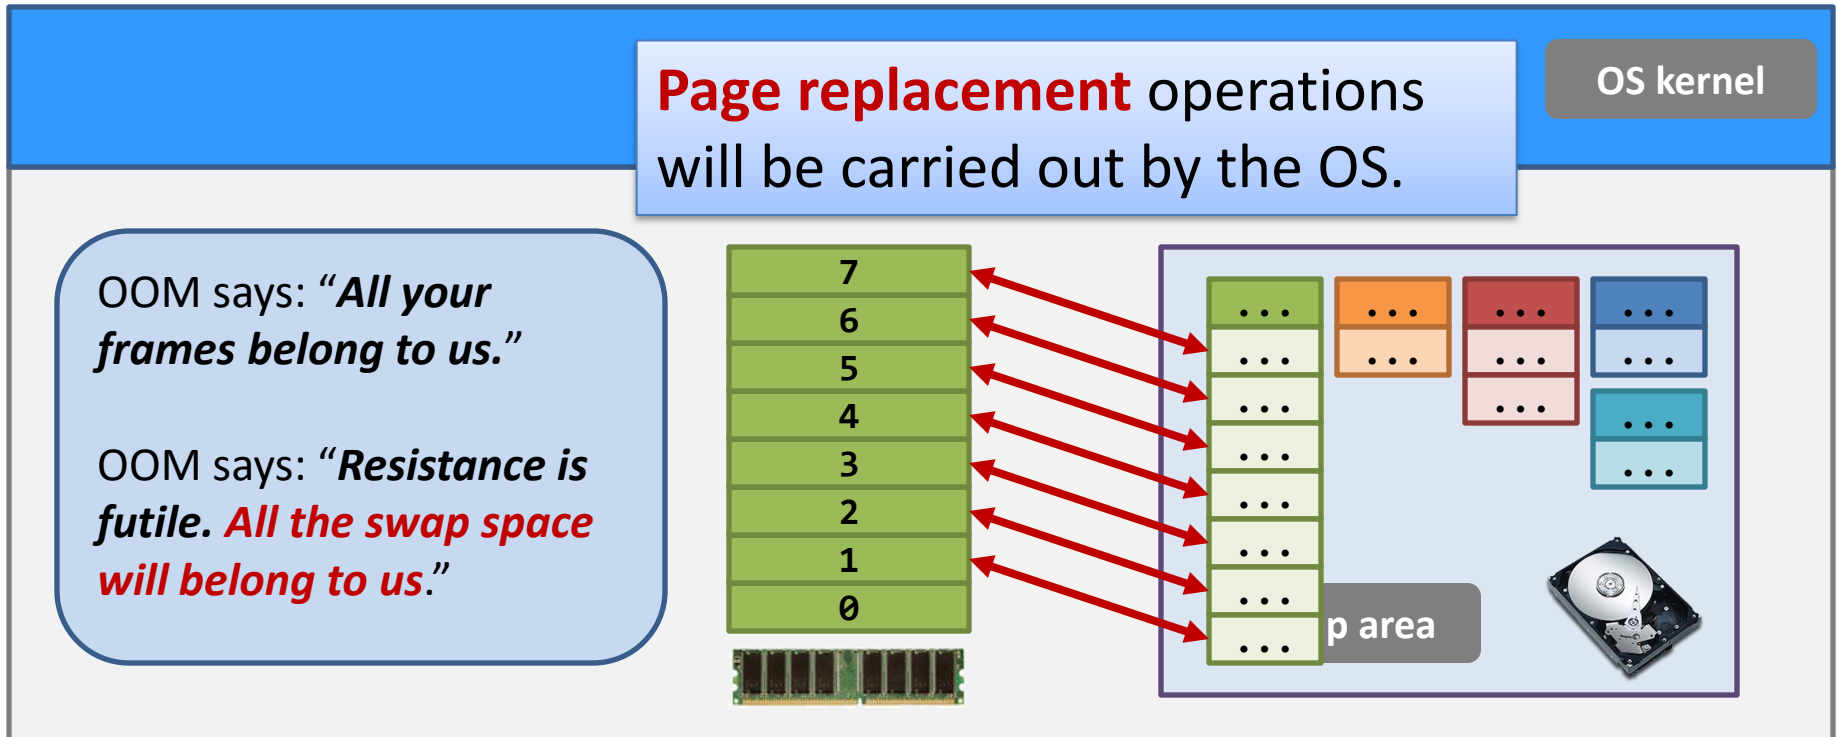 Page replacement operations
will be carried out by the OS.
OS kernel
OOM says: “All your
frames belong to us.”
OOM says: “Resistance is
futile. All the swap space
will belong to us.”
7
6
5
4
3
2
1
0
... ... ... ...
... ... ... ...
... ...
...
...
...
...
...
...
...
p area